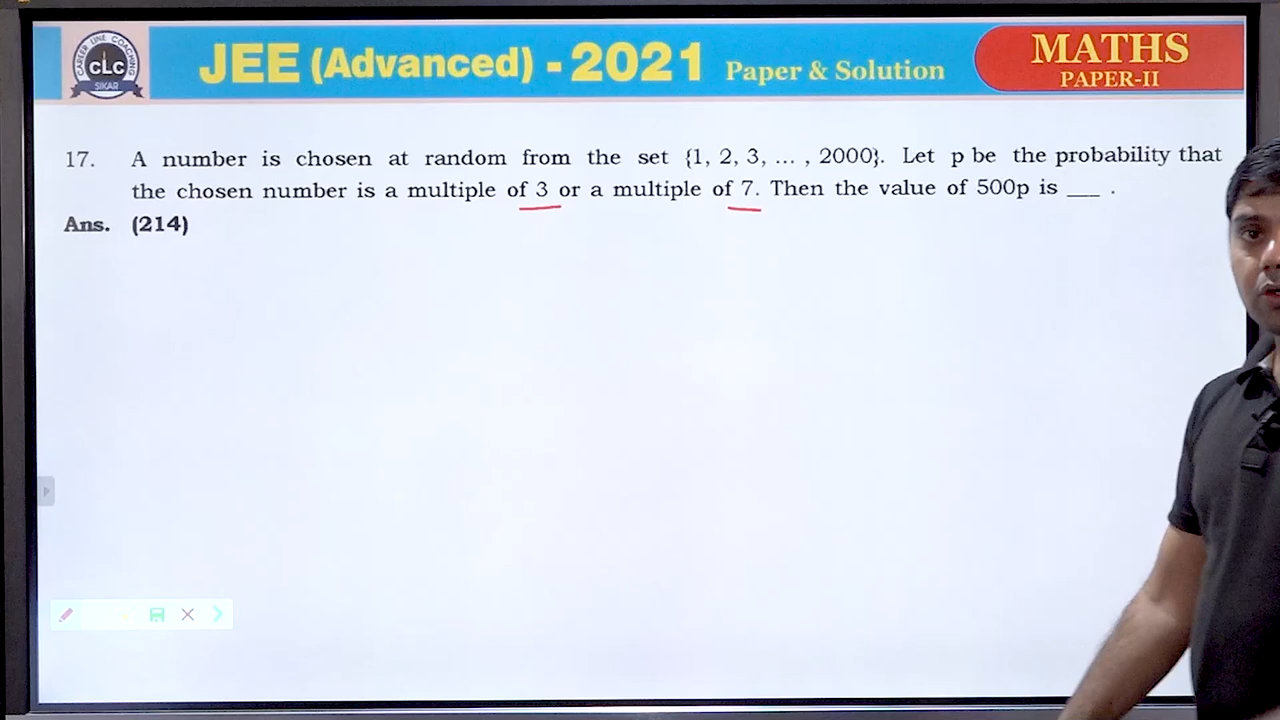 CAREER LINE COACHING
CLC
SIKAR
JEE (Advanced) - 2021 Paper & Solution
MATHS
PAPER-II
17. A number is chosen at random from the set {1, 2, 3, ... , 2000}. Let p be the probability that
the chosen number is a multiple of 3 or a multiple of 7. Then the value of 500p is ___ .
Ans. (214)